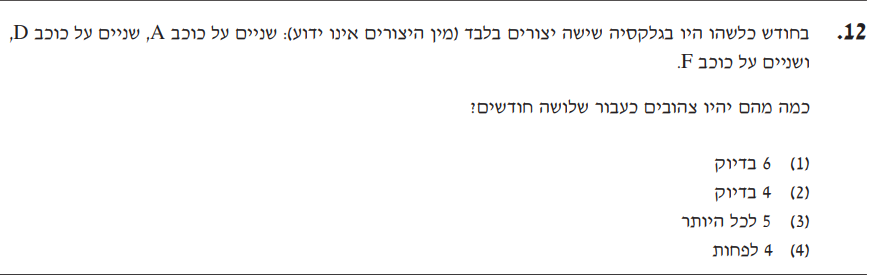 12. בחודש כלשהו היו בגלקסיה שישה יצורים בלבד (מין היצורים אינו ידוע): שניים על כוכב A, שניים על כוכב D,
ושניים על כוכב F.
כמה מהם יהיו צהובים כעבור שלושה חודשים?
(1) 6 בדיוק
(2) 4 בדיוק
(3) 5 לכל היותר
(4) 4 לפחות